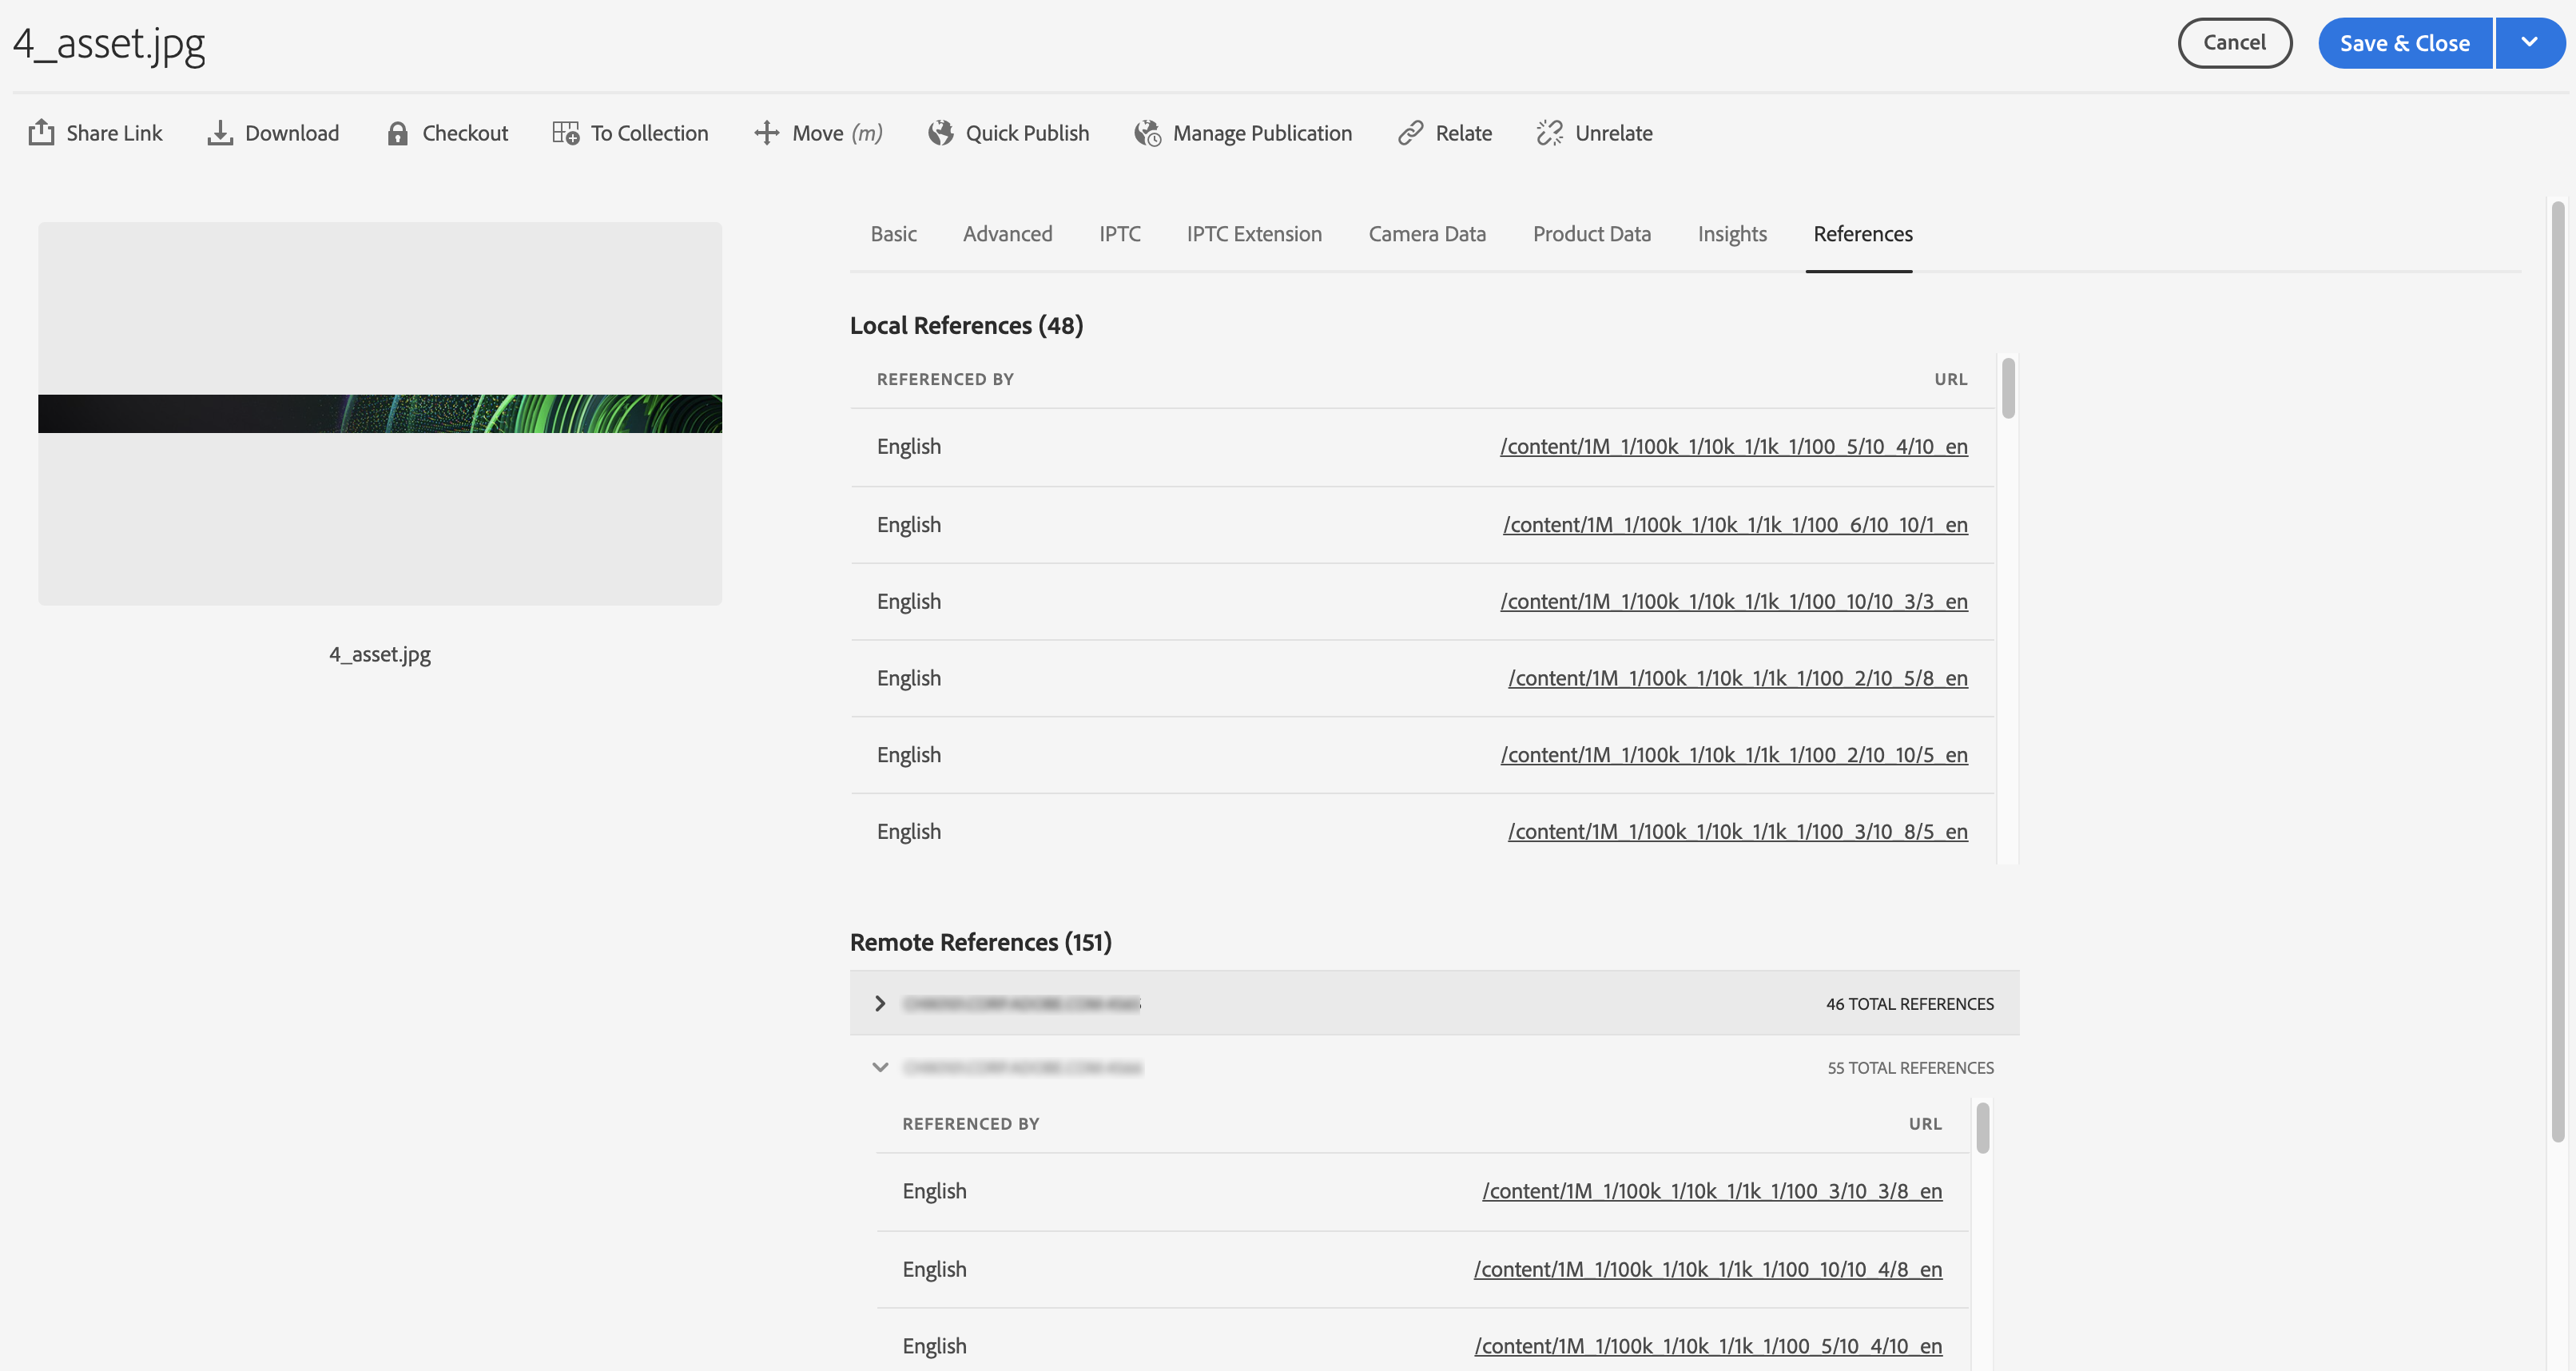 4_asset.jpg
Cancel
Save & Close
Share Link
Download
Checkout
To Collection
Move (m)
Quick Publish
Manage Publication
Relate
Unrelate
Basic
Advanced
IPTC
IPTC Extension
Camera Data
Product Data
Insights
References
4_asset.jpg
Local References (48)
REFERENCED BY URL
English /content/1M_1/100k_1/10k_1/1k_1/100_5/10_4/10_en
English /content/1M_1/100k_1/10k_1/1k_1/100_6/10_10/1_en
English /content/1M_1/100k_1/10k_1/1k_1/100_10/10_3/3_en
English /content/1M_1/100k_1/10k_1/1k_1/100_2/10_5/8_en
English /content/1M_1/100k_1/10k_1/1k_1/100_2/10_10/5_en
English /content/1M_1/100k_1/10k_1/1k_1/100_3/10_8/5_en
Remote References (151)
46 TOTAL REFERENCES
55 TOTAL REFERENCES
REFERENCED BY URL
English /content/1M_1/100k_1/10k_1/1k_1/100_3/10_3/8_en
English /content/1M_1/100k_1/10k_1/1k_1/100_10/10_4/8_en
English /content/1M_1/100k_1/10k_1/1k_1/100_5/10_4/10_en